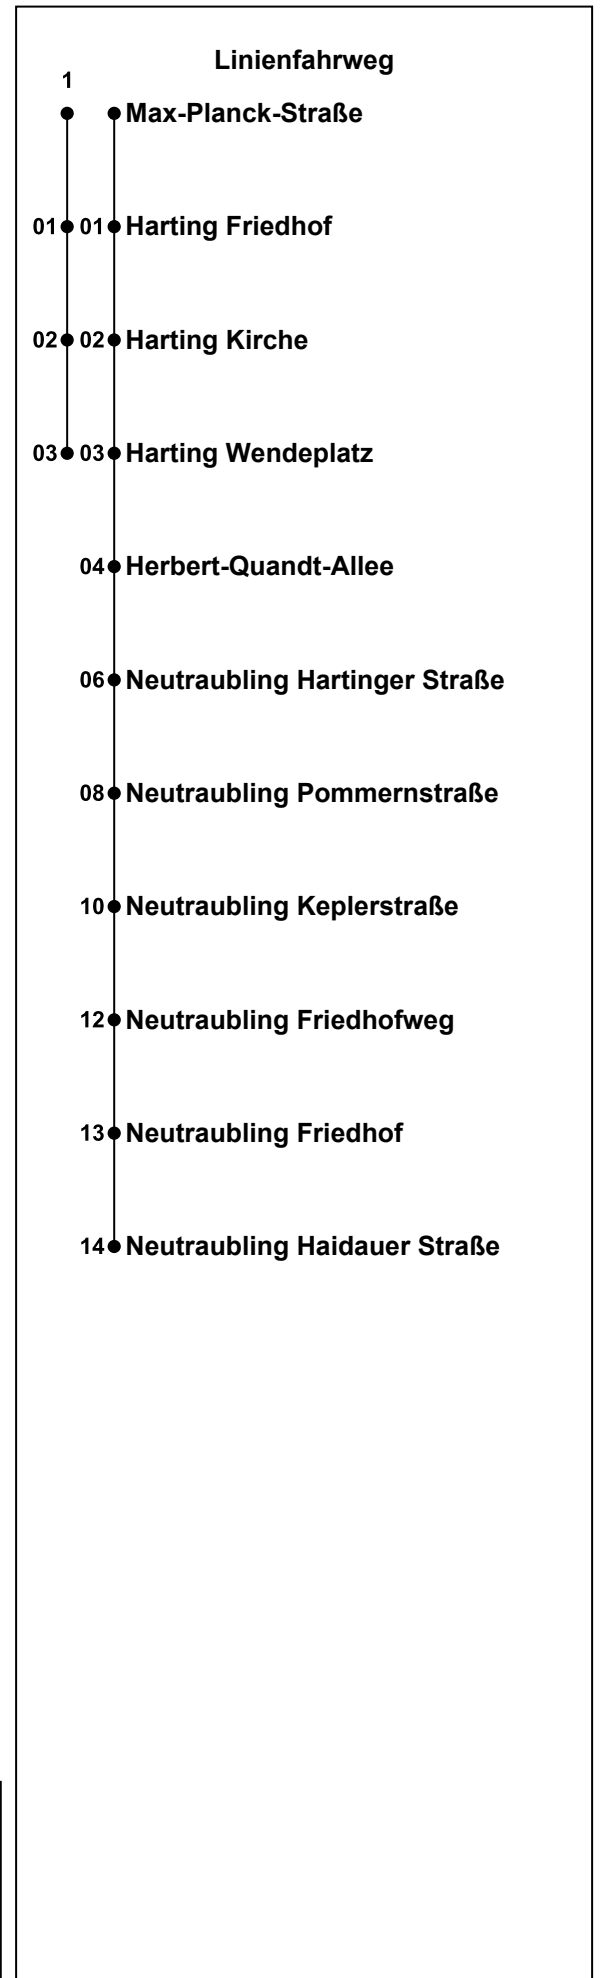 Linienfahrweg
1
Max-Planck-Straße
01 01 Harting Friedhof
02 02 Harting Kirche
03 03 Harting Wendeplatz
04 Herbert-Quandt-Allee
06 Neutraubling Hartinger Straße
08 Neutraubling Pommernstraße
10 Neutraubling Keplerstraße
12 Neutraubling Friedhofweg
13 Neutraubling Friedhof
14 Neutraubling Haidauer Straße